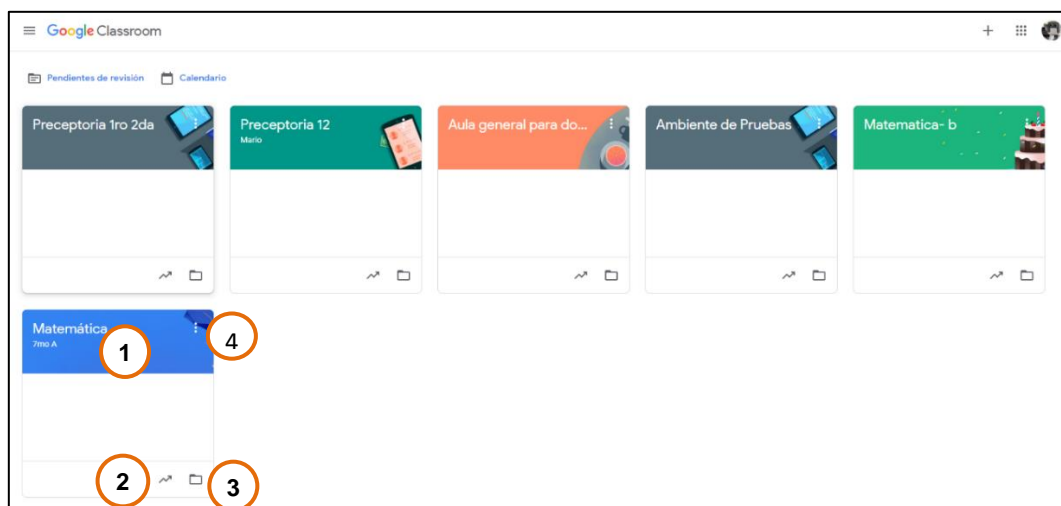 Google Classroom
Pendientes de revisión Calendario
Preceptoria 1ro 2da
Preceptoria 12
Mario
Aula general para do...
Ambiente de Pruebas
Matematica- b
Matemática
7mo A
1
4
2
3